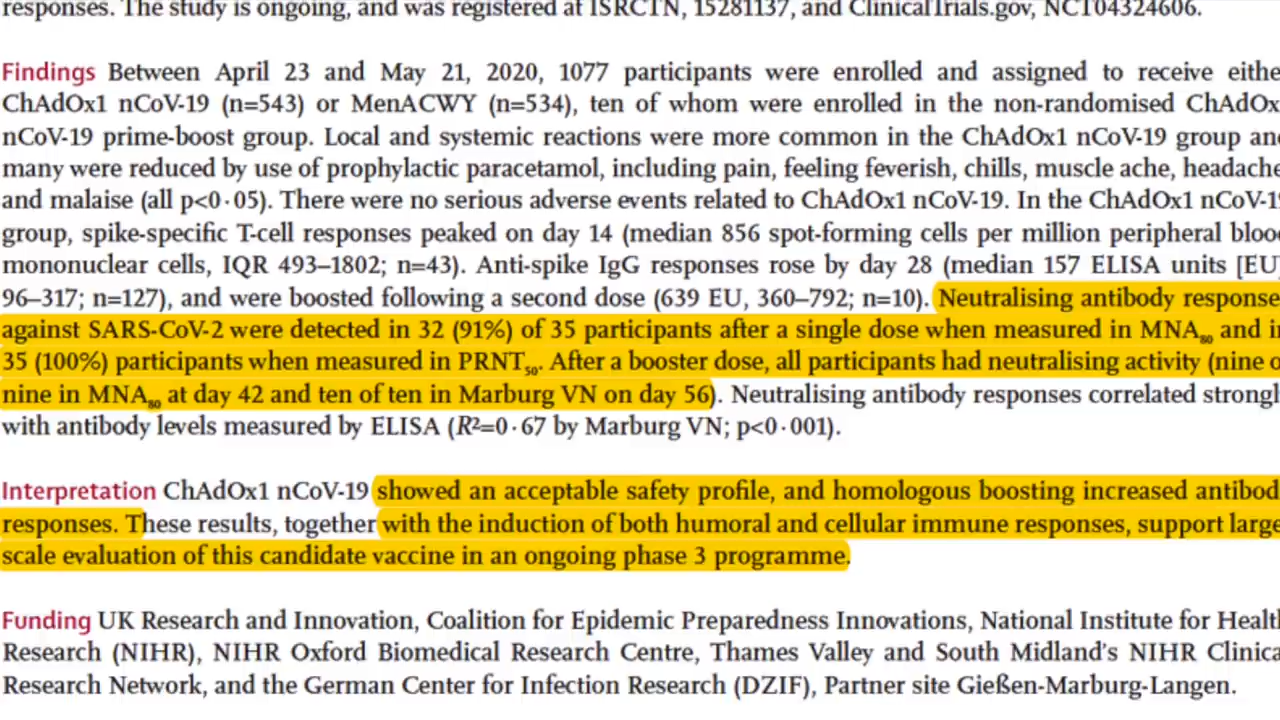 responses. The study is ongoing, and was registered at ISRCTN, 15281137, and ClinicalTrials.gov, NCT04324606.
Findings Between April 23 and May 21, 2020, 1077 participants were enrolled and assigned to receive eithe
ChAdOx1 nCoV-19 (n=543) or MenACWY (n=534), ten of whom were enrolled in the non-randomised ChAdOx
nCoV-19 prime-boost group. Local and systemic reactions were more common in the ChAdOx1 nCoV-19 group and
many were reduced by use of prophylactic paracetamol, including pain, feeling feverish, chills, muscle ache, headache
and malaise (all p<0·05). There were no serious adverse events related to ChAdOx1 nCoV-19. In the ChAdOx1 nCoV-19
group, spike-specific T-cell responses peaked on day 14 (median 856 spot-forming cells per million peripheral bloo
mononuclear cells, IQR 493–1802; n=43). Anti-spike IgG responses rose by day 28 (median 157 ELISA units [EU
96–317; n=127), and were boosted following a second dose (639 EU, 360–792; n=10). Neutralising antibody response
against SARS-CoV-2 were detected in 32 (91%) of 35 participants after a single dose when measured in MNA₈₀ and i
35 (100%) participants when measured in PRNT₅₀. After a booster dose, all participants had neutralising activity (nine o
nine in MNA₈₀ at day 42 and ten of ten in Marburg VN on day 56). Neutralising antibody responses correlated strongl
with antibody levels measured by ELISA (R²=0·67 by Marburg VN; p<0·001).
Interpretation ChAdOx1 nCoV-19 showed an acceptable safety profile, and homologous boosting increased antibod
responses. These results, together with the induction of both humoral and cellular immune responses, support large
scale evaluation of this candidate vaccine in an ongoing phase 3 programme.
Funding UK Research and Innovation, Coalition for Epidemic Preparedness Innovations, National Institute for Healt
Research (NIHR), NIHR Oxford Biomedical Research Centre, Thames Valley and South Midland's NIHR Clinica
Research Network, and the German Center for Infection Research (DZIF), Partner site Gießen-Marburg-Langen.